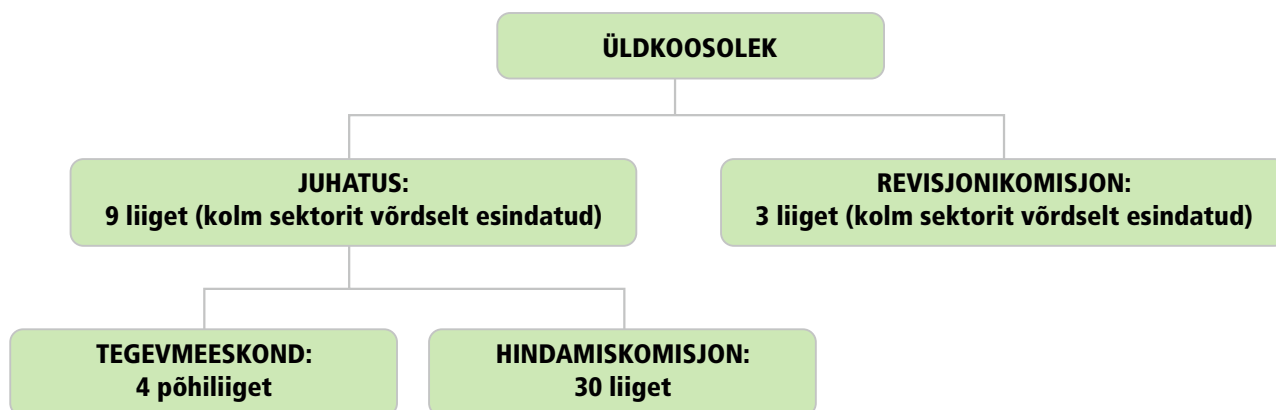 ÜLDKOOSOLEK
JUHATUS:
9 liiget (kolm sektorit võrdselt esindatud)
REVISJONIKOMISJON:
3 liiget (kolm sektorit võrdselt esindatud)
TEGEVMEESKOND:
4 põhiliiget
HINDAMISKOMISJON:
30 liiget